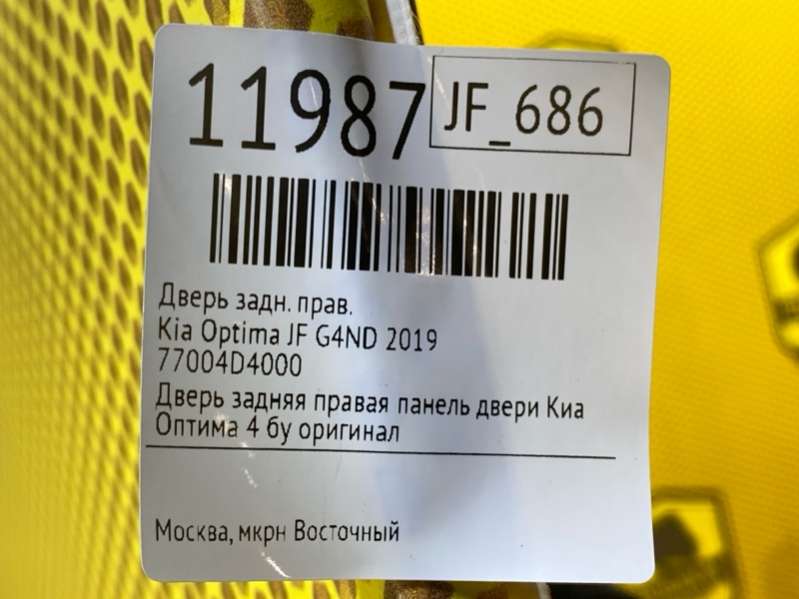 11987 JF_686
Дверь задн. прав.
Kia Optima JF G4ND 2019
77004D4000
Дверь задняя правая панель двери Киа
Оптима 4 бу оригинал
Москва, мкрн Восточный